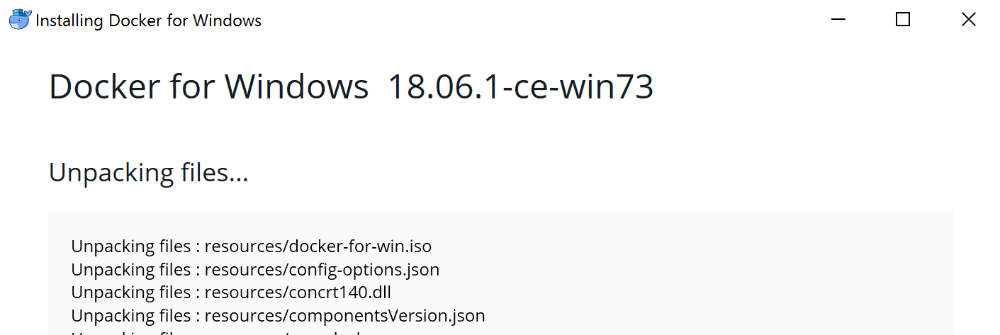 Installing Docker for Windows
Docker for Windows 18.06.1-ce-win73
Unpacking files...
Unpacking files : resources/docker-for-win.iso
Unpacking files : resources/config-options.json
Unpacking files : resources/concrt140.dll
Unpacking files : resources/componentsVersion.json